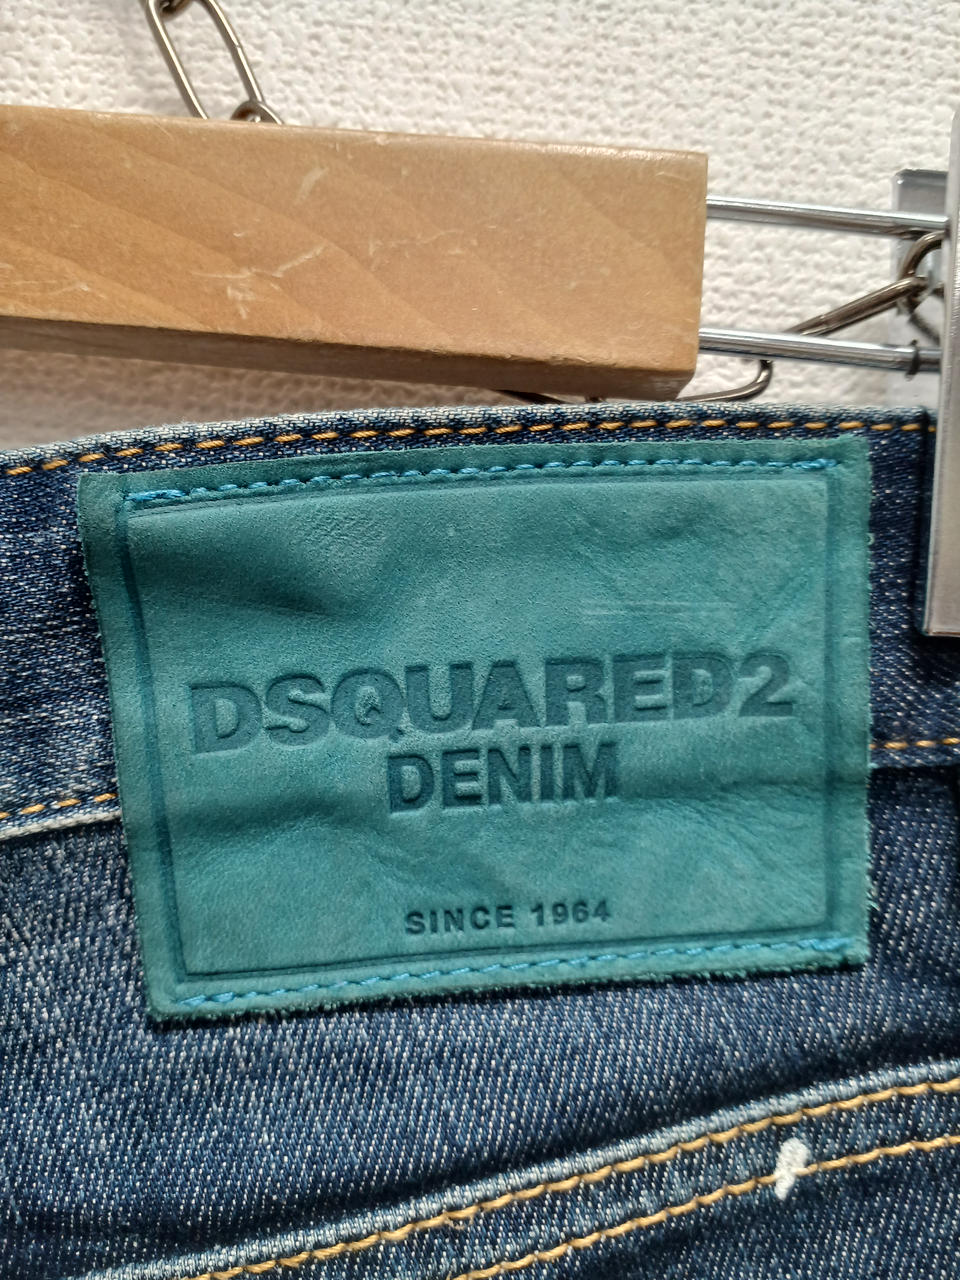 DSQUARED2
DENIM
SINCE 1964